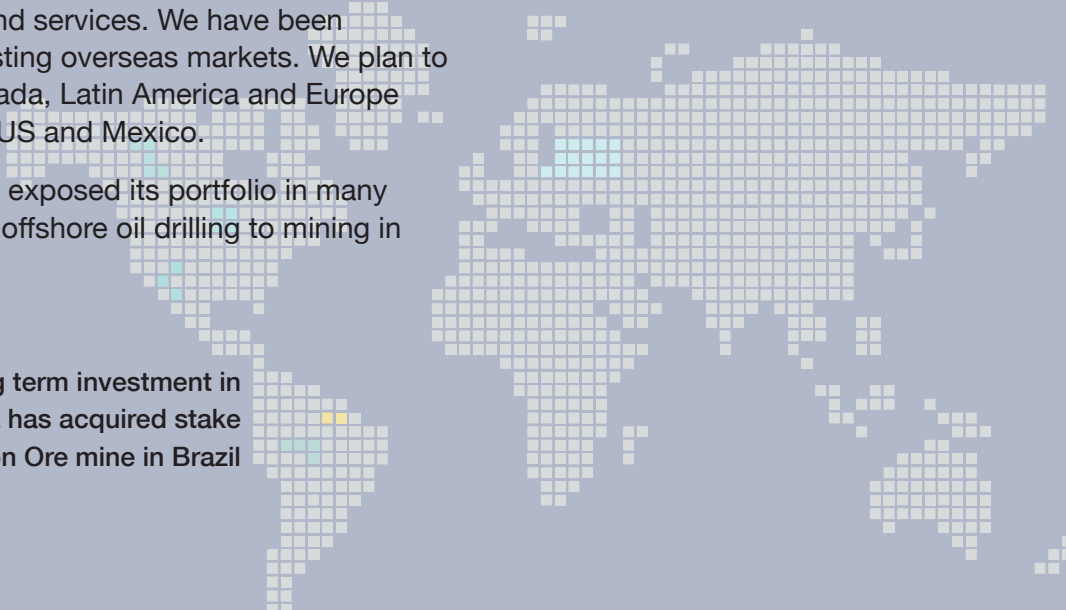 nd services. We have been
sting overseas markets. We plan to
ada, Latin America and Europe
US and Mexico.
exposed its portfolio in many
offshore oil drilling to mining in
g term investment in
has acquired stake
n Ore mine in Brazil